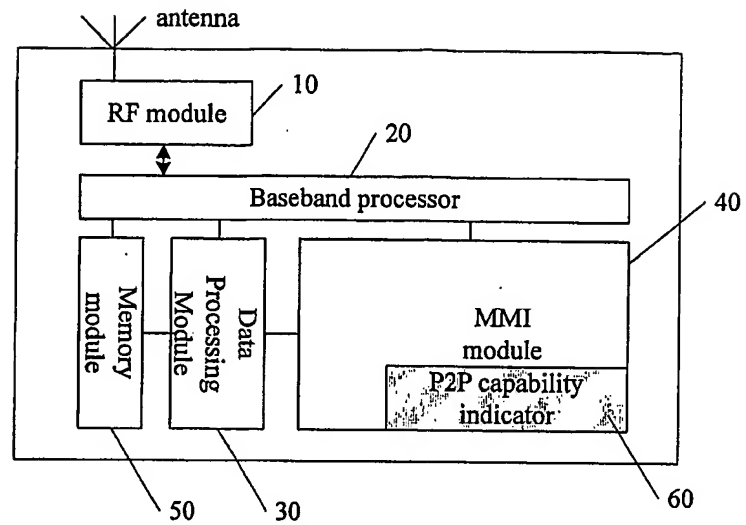 antenna
10
RF module
20
Baseband processor
40
Memory
module
Data
Processing
Module
MMI
module
P2P capability
indicator
50
30
60